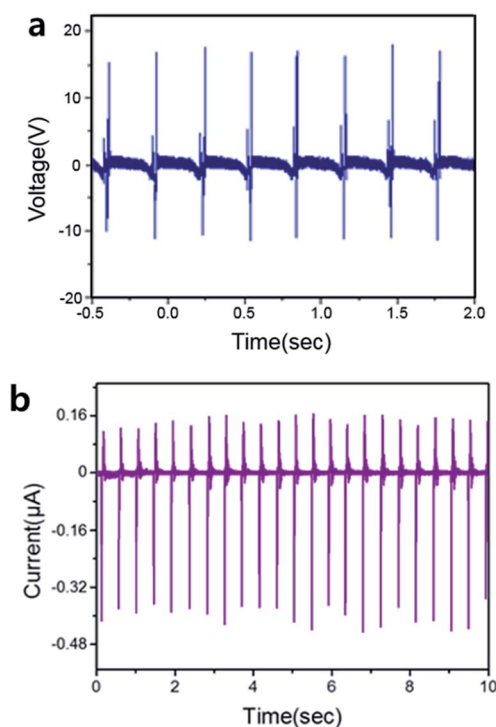 a
20
10
0
-10
-20
Voltage(V)
-0.5 0.0 0.5 1.0 1.5 2.0
Time(sec)
b
0.16
0
-0.16
-0.32
-0.48
Current(μA)
0 2 4 6 8 10
Time(sec)